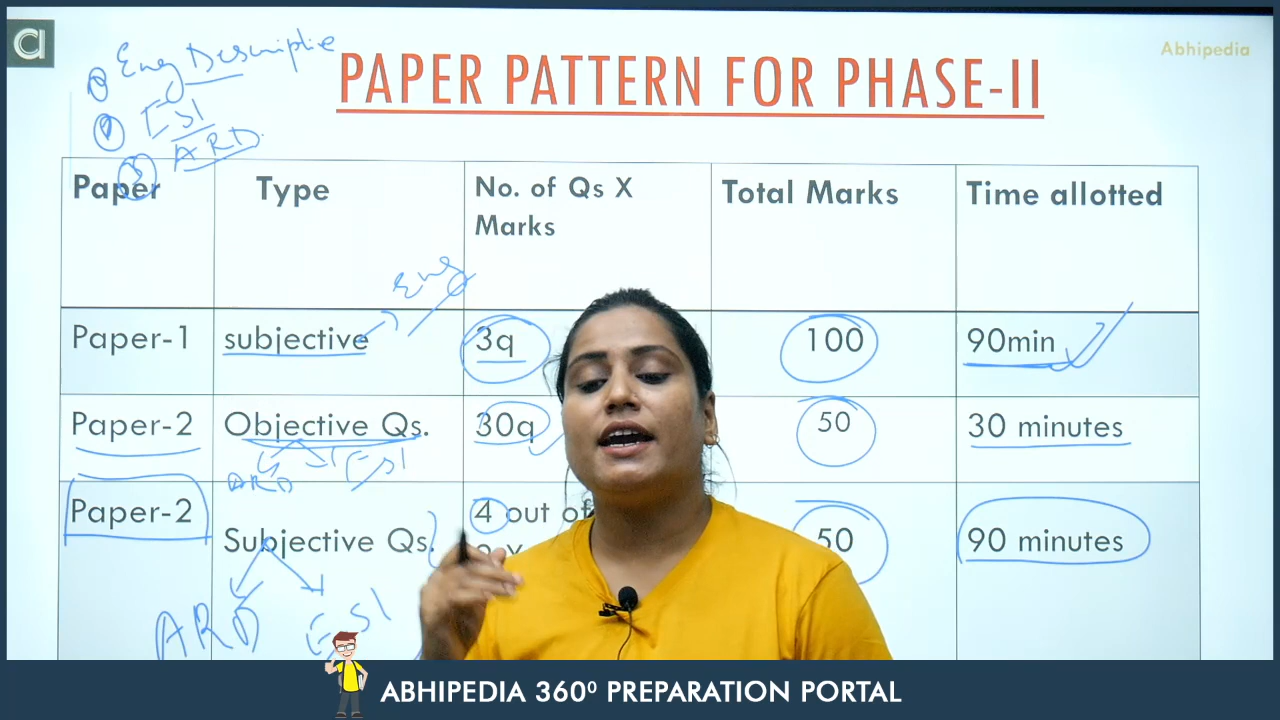 a
Abhipedia
Eng Descriptive
ESI
ARD
PAPER PATTERN FOR PHASE-II
Paper Type No. of Qs X Marks Total Marks Time allotted
Eng
Paper-1 subjective 3q 100 90min
Paper-2 Objective Qs. 30q 50 30 minutes
ARD ESI
Paper-2 Subjective Qs. 4 out of 50 90 minutes
ARD ESI
ABHIPEDIA 360⁰ PREPARATION PORTAL